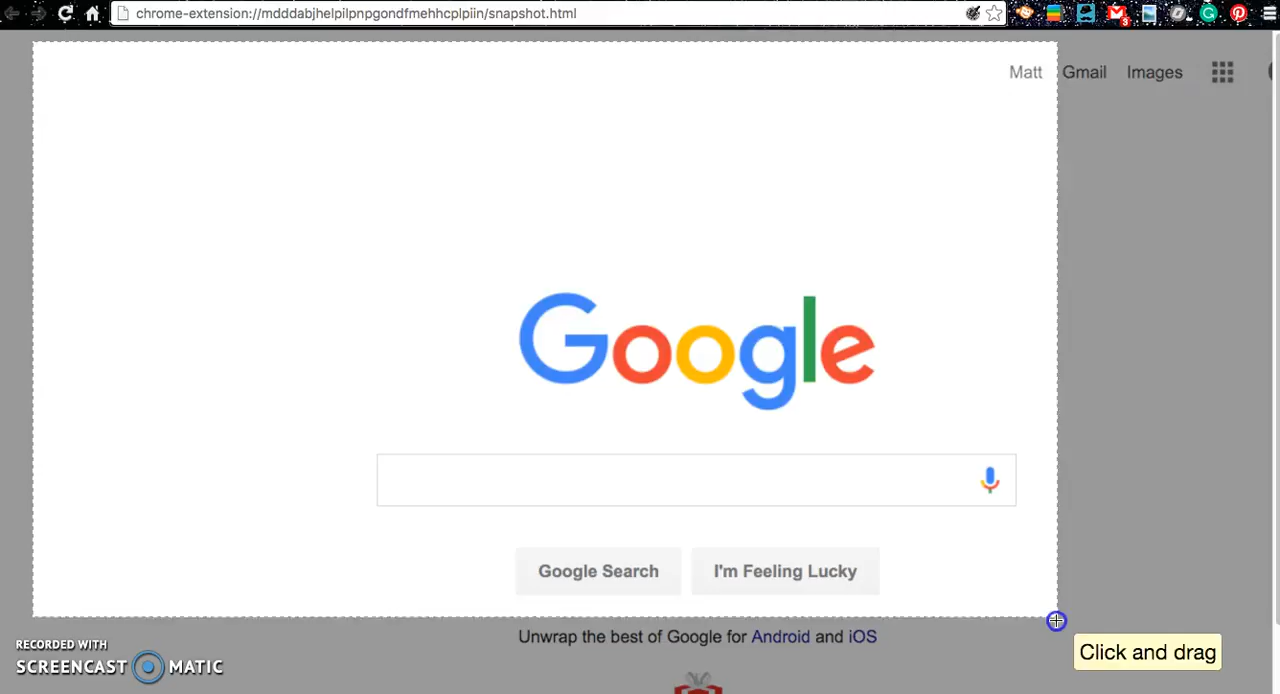 chrome-extension://mdddabjhelpilpnpgondfmehhcplpiin/snapshot.html
3
G
Matt Gmail Images
Google
Google Search I'm Feeling Lucky
Unwrap the best of Google for Android and iOS
Click and drag
RECORDED WITH
SCREENCAST MATIC